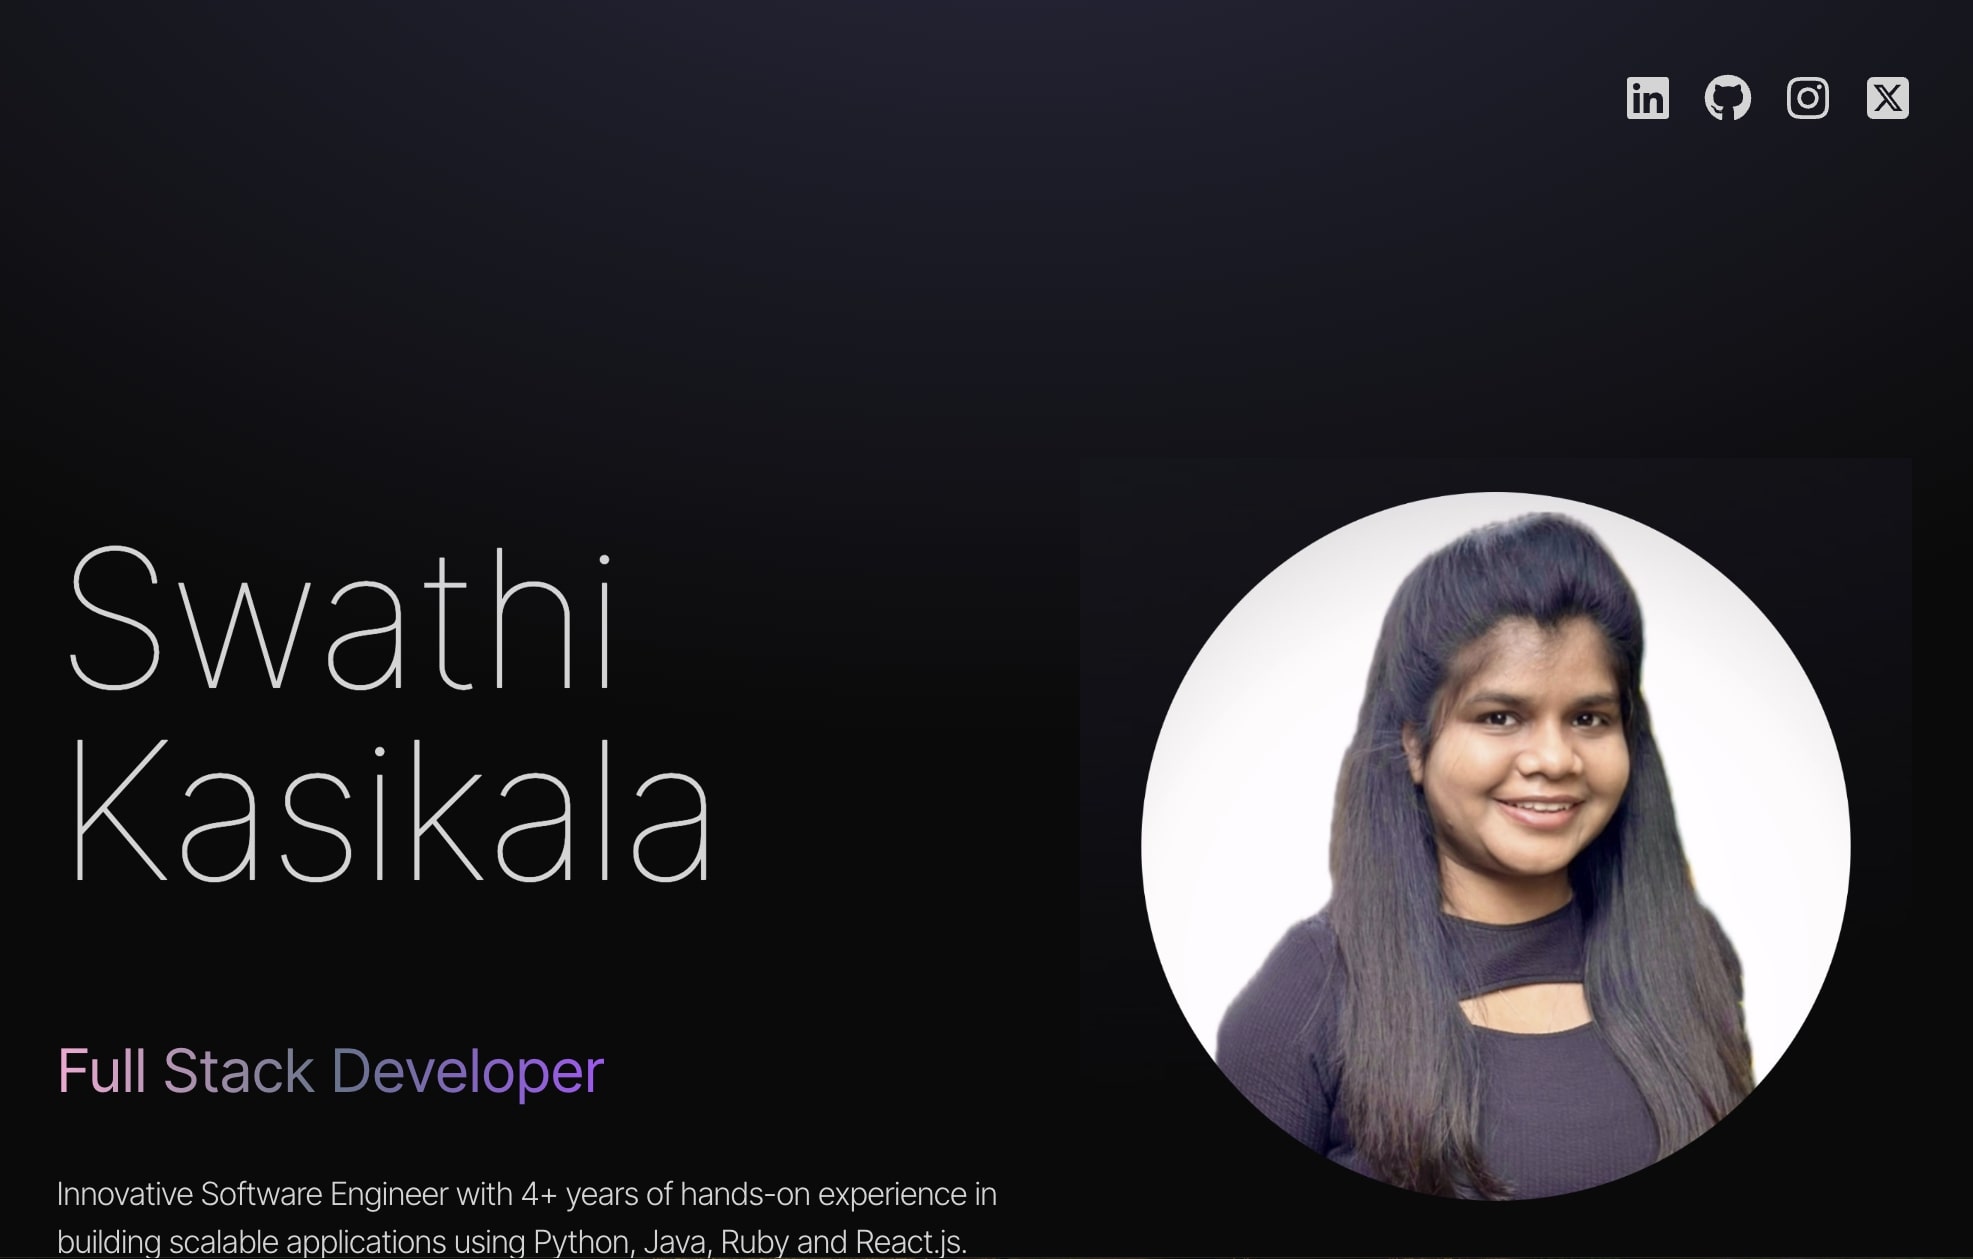 Swathi
Kasikala
Full Stack Developer
Innovative Software Engineer with 4+ years of hands-on experience in
building scalable applications using Python, Java, Ruby and React.js.